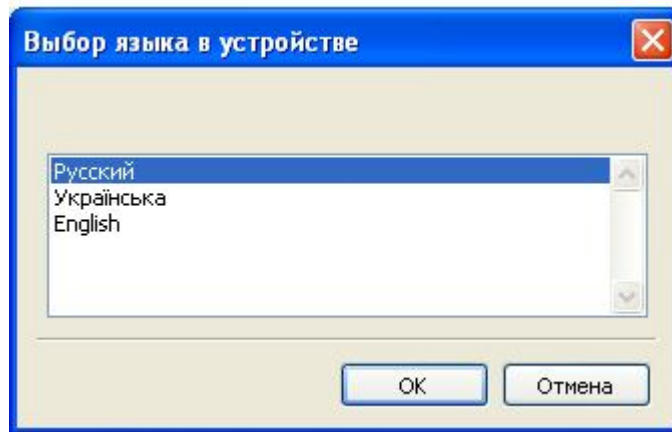 Выбор языка в устройстве
Русский
Українська
English
OK
Отмена